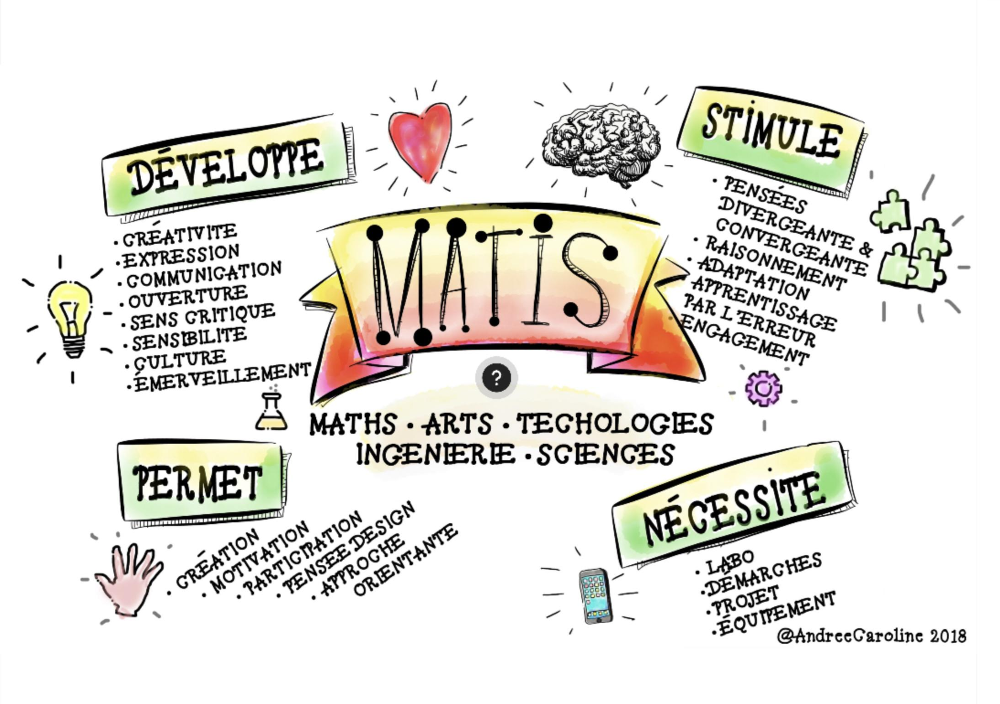 DÉVELOPPE
· CRÉATIVITE
· EXPRESSION
· COMMUNICATION
· OUVERTURE
· SENS CRITIQUE
· SENSIBILITE
· CULTURE
· ÉMERVEILLEMENT
STIMULE
· PENSÉES
DIVERGEANTE &
CONVERGEANTE
· RAISONNEMENT
· ADAPTATION
· APPRENTISSAGE
PAR L'ERREUR
· ENGAGEMENT
MATIS
?
MATHS · ARTS · TECHOLOGIES
INGENIERIE · SCIENCES
PERMET
· CRÉATION
· MOTIVATION
· PARTICIPATION
· PENSEE DESIGN
· APPROCHE
ORIENTANTE
NÉCESSITE
· LABO
· DÉMARCHES
· PROJET
· ÉQUIPEMENT
@AndreeCaroline 2018